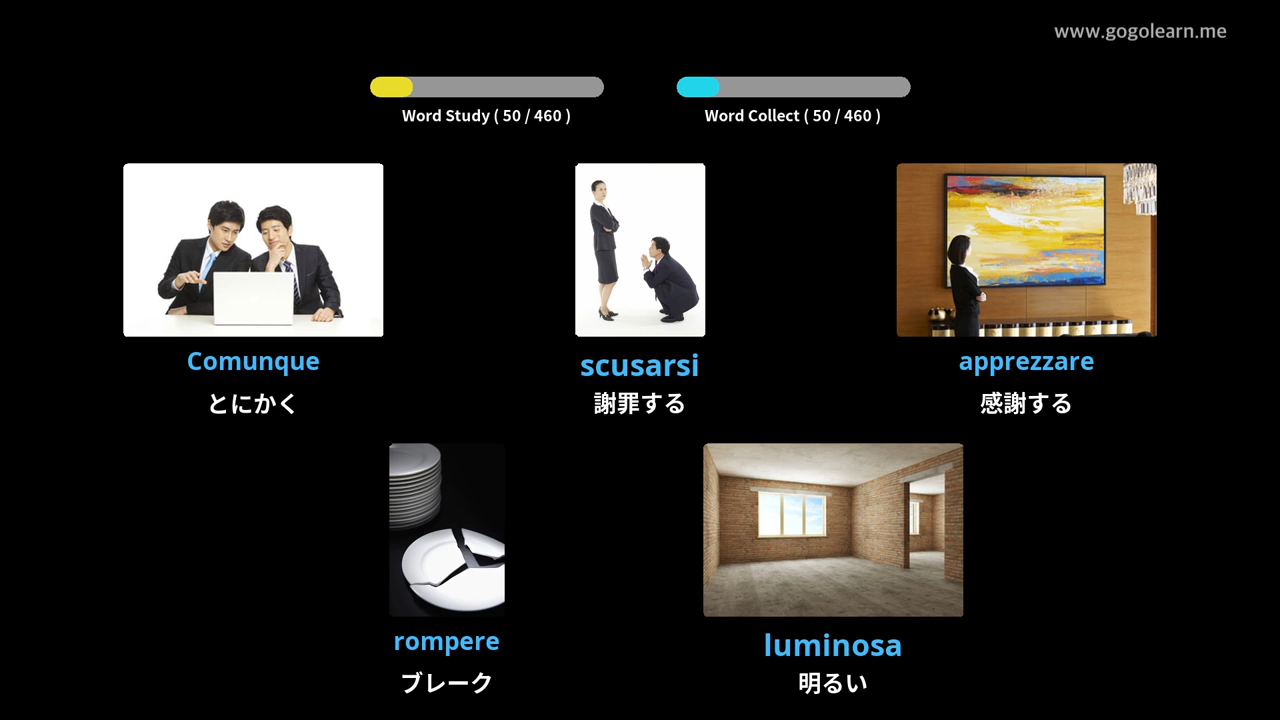 www.gogolearn.me
Word Study ( 50 / 460 )
Word Collect ( 50 / 460 )
Comunque
とにかく
scusarsi
謝罪する
apprezzare
感謝する
rompere
ブレーク
luminosa
明るい